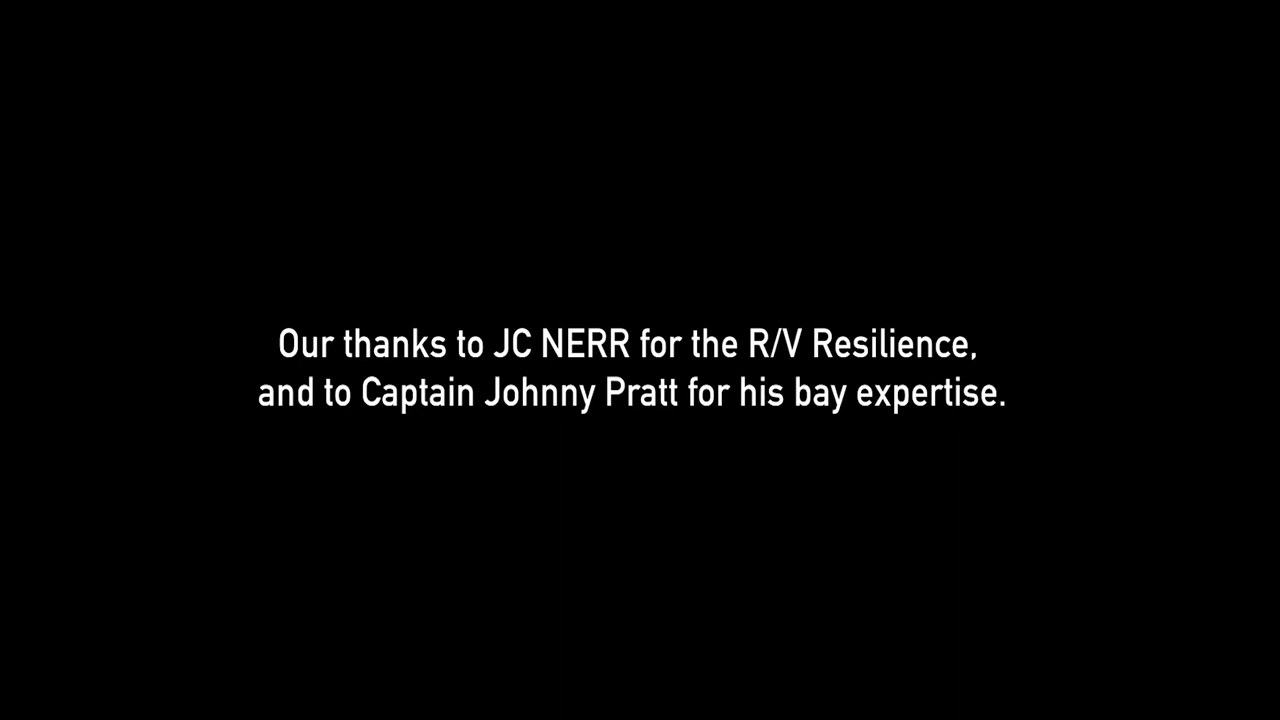 Our thanks to JC NERR for the R/V Resilience,
and to Captain Johnny Pratt for his bay expertise.